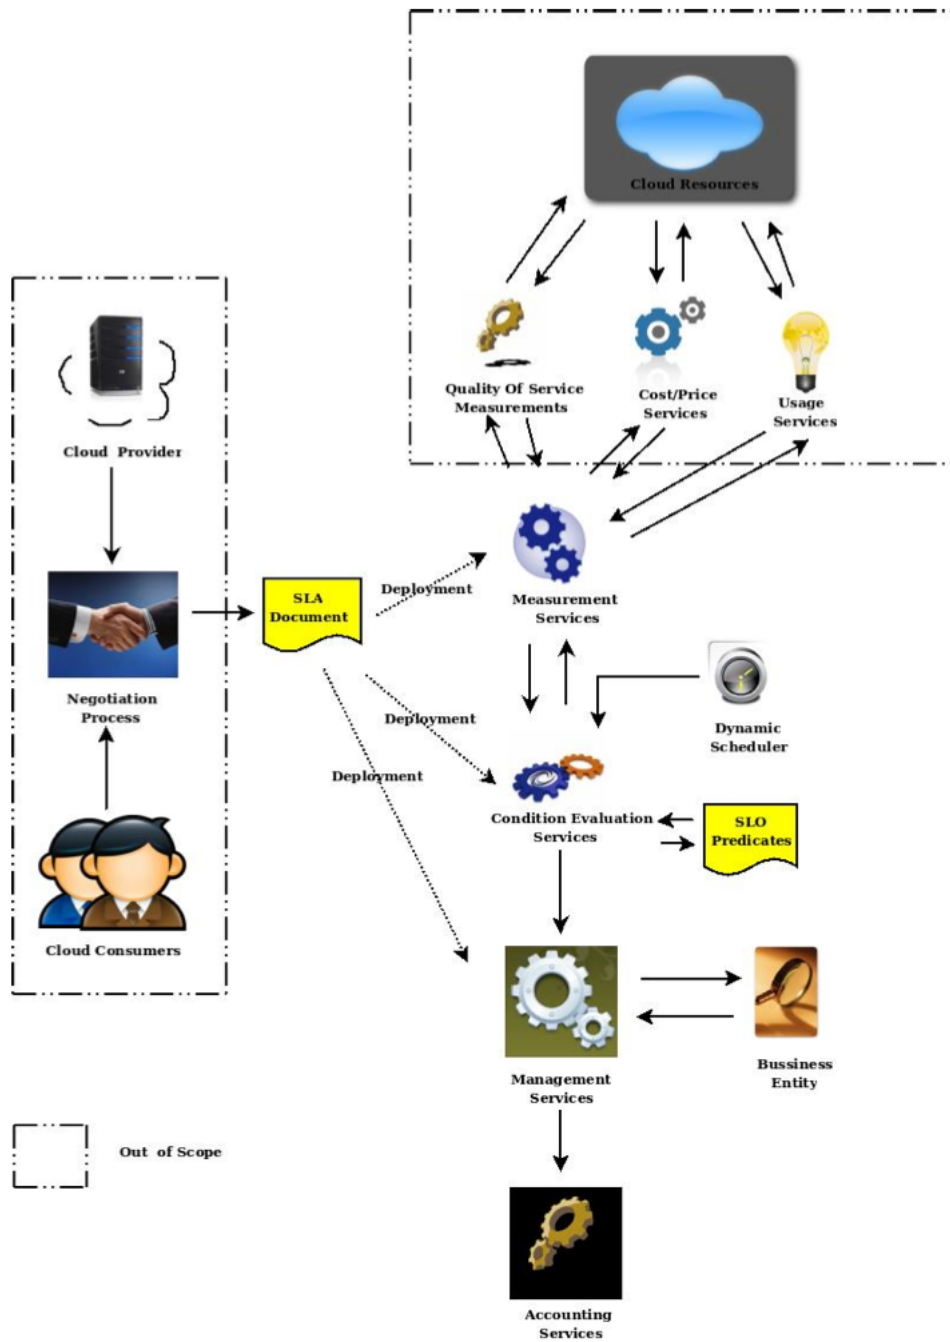 Cloud Resources
Quality Of Service
Measurements
Cost/Price
Services
Usage
Services
Cloud Provider
SLA
Document
Deployment
Measurement
Services
Negotiation
Process
Deployment
Dynamic
Scheduler
Deployment
Condition Evaluation
Services
SLO
Predicates
Cloud Consumers
Bussiness
Entity
Management
Services
Out of Scope
Accounting
Services